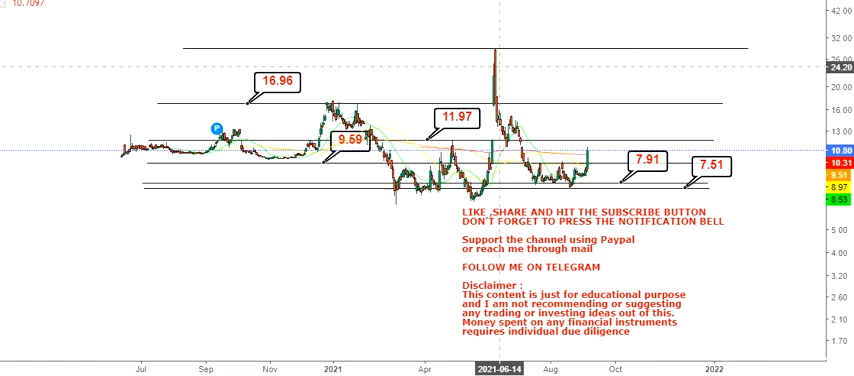 10.7097
42.00
32.00
26.00
24.20
20.00
16.00
13.00
10.80
10.31
9.51
8.97
8.53
5.00
4.00
3.20
2.60
2.10
1.70
16.96
P
9.59
11.97
7.91
7.51
LIKE ,SHARE AND HIT THE SUBSCRIBE BUTTON
DON'T FORGET TO PRESS THE NOTIFICATION BELL
Support the channel using Paypal
or reach me through mail
FOLLOW ME ON TELEGRAM
Disclaimer :
This content is just for educational purpose
and I am not recommending or suggesting
any trading or investing ideas out of this.
Money spent on any financial instruments
requires individual due diligence
Jul Sep Nov 2021 Apr 2021-06-14 Aug Oct 2022